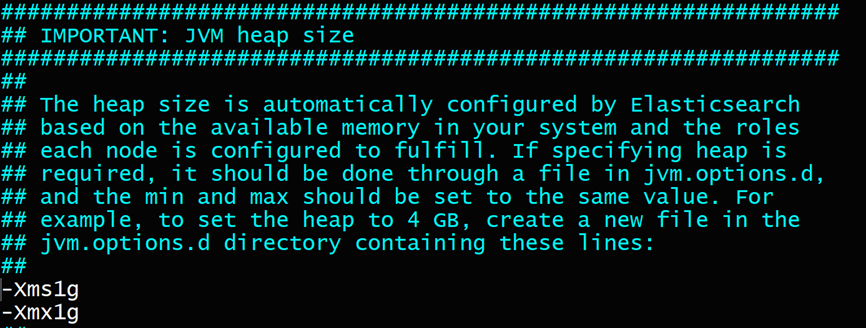 ################################################################
## IMPORTANT: JVM heap size
################################################################
##
## The heap size is automatically configured by Elasticsearch
## based on the available memory in your system and the roles
## each node is configured to fulfill. If specifying heap is
## required, it should be done through a file in jvm.options.d,
## and the min and max should be set to the same value. For
## example, to set the heap to 4 GB, create a new file in the
## jvm.options.d directory containing these lines:
##
-Xms1g
-Xmx1g